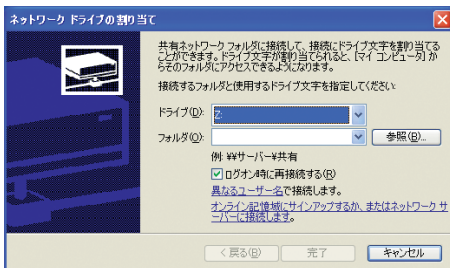 ネットワーク ドライブの割り当て
共有ネットワーク フォルダに接続して、接続にドライブ文字を割り当てる
ことができます。ドライブ文字が割り当てられると、[マイ コンピュータ] か
らそのフォルダにアクセスできるようになります。
接続するフォルダと使用するドライブ文字を指定してください:
ドライブ(D): Z:
フォルダ(O): 参照(B)...
例: ¥¥サーバー¥共有
ログオン時に再接続する(R)
異なるユーザー名で接続します。
オンライン記憶域にサインアップするか、またはネットワーク サ
ーバーに接続します。
< 戻る(B) 完了 キャンセル